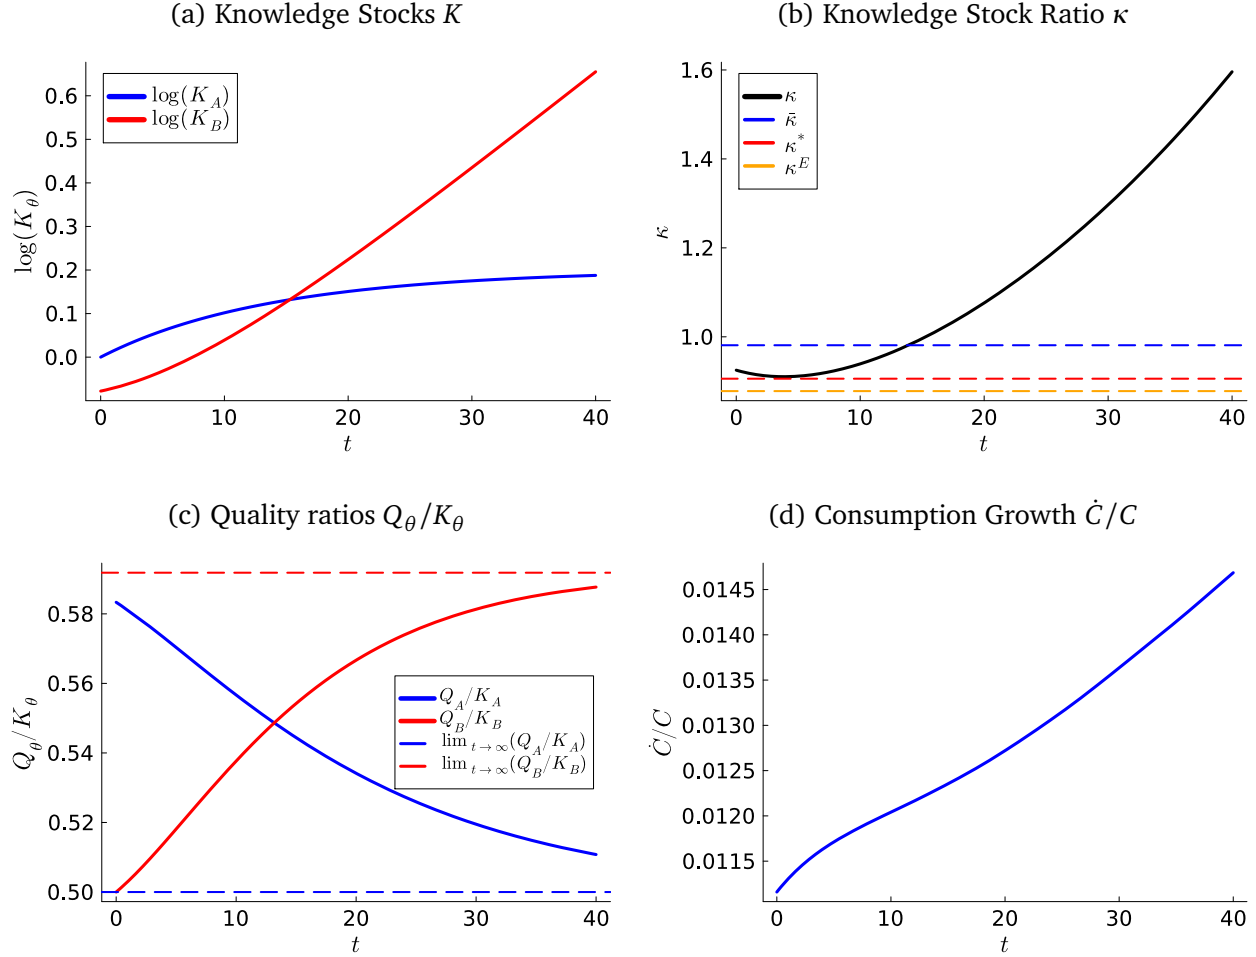 (a) Knowledge Stocks K
log(K_A)
log(K_B)
0.6
0.5
0.4
0.3
0.2
0.1
0.0
log(K_θ)
0 10 20 30 40
t
(b) Knowledge Stock Ratio κ
κ
κ̄
κ*
κ^E
1.6
1.4
1.2
1.0
κ
0 10 20 30 40
t
(c) Quality ratios Q_θ/K_θ
0.58
0.56
0.54
0.52
0.50
Q_θ/K_θ
Q_A/K_A
Q_B/K_B
lim t→∞(Q_A/K_A)
lim t→∞(Q_B/K_B)
0 10 20 30 40
t
(d) Consumption Growth Ċ/C
0.0145
0.0140
0.0135
0.0130
0.0125
0.0120
0.0115
Ċ/C
0 10 20 30 40
t